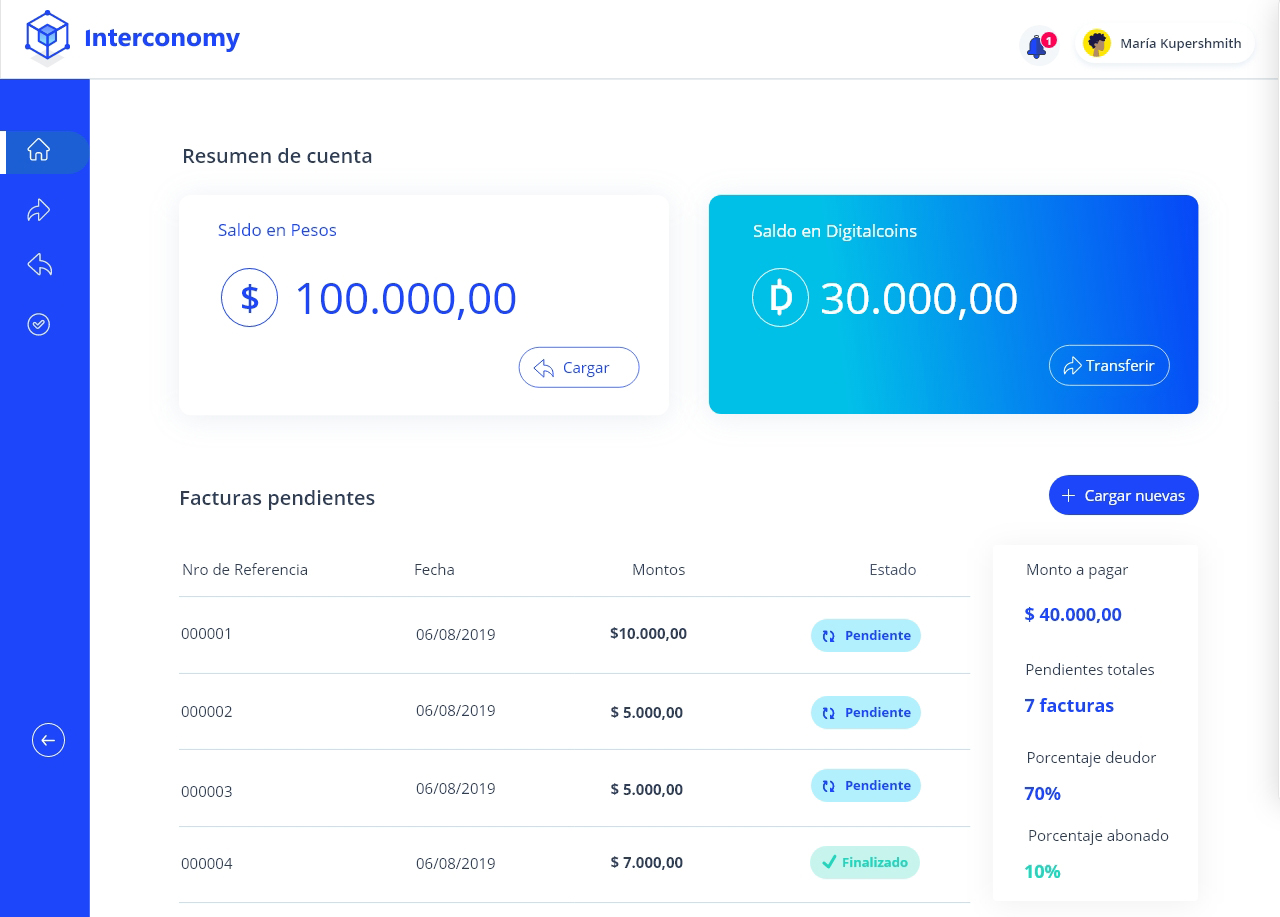 Interconomy
1
María Kupershmith
Resumen de cuenta
Saldo en Pesos
$ 100.000,00
Cargar
Saldo en Digitalcoins
D 30.000,00
Transferir
Facturas pendientes
+ Cargar nuevas
Nro de Referencia Fecha Montos Estado
000001 06/08/2019 $10.000,00 Pendiente
000002 06/08/2019 $ 5.000,00 Pendiente
000003 06/08/2019 $ 5.000,00 Pendiente
000004 06/08/2019 $ 7.000,00 Finalizado
Monto a pagar
$ 40.000,00
Pendientes totales
7 facturas
Porcentaje deudor
70%
Porcentaje abonado
10%